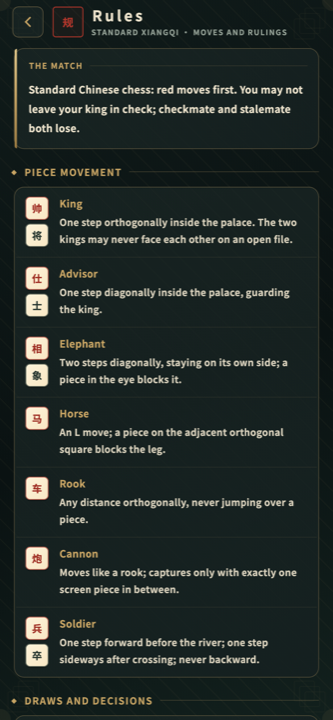 规
Rules
STANDARD XIANGQI • MOVES AND RULINGS
THE MATCH
Standard Chinese chess: red moves first. You may not
leave your king in check; checkmate and stalemate
both lose.
PIECE MOVEMENT
帅
将
King
One step orthogonally inside the palace. The two
kings may never face each other on an open file.
仕
士
Advisor
One step diagonally inside the palace, guarding
the king.
相
象
Elephant
Two steps diagonally, staying on its own side; a
piece in the eye blocks it.
马
Horse
An L move; a piece on the adjacent orthogonal
square blocks the leg.
车
Rook
Any distance orthogonally, never jumping over a
piece.
炮
Cannon
Moves like a rook; captures only with exactly one
screen piece in between.
兵
卒
Soldier
One step forward before the river; one step
sideways after crossing; never backward.
DRAWS AND DECISIONS